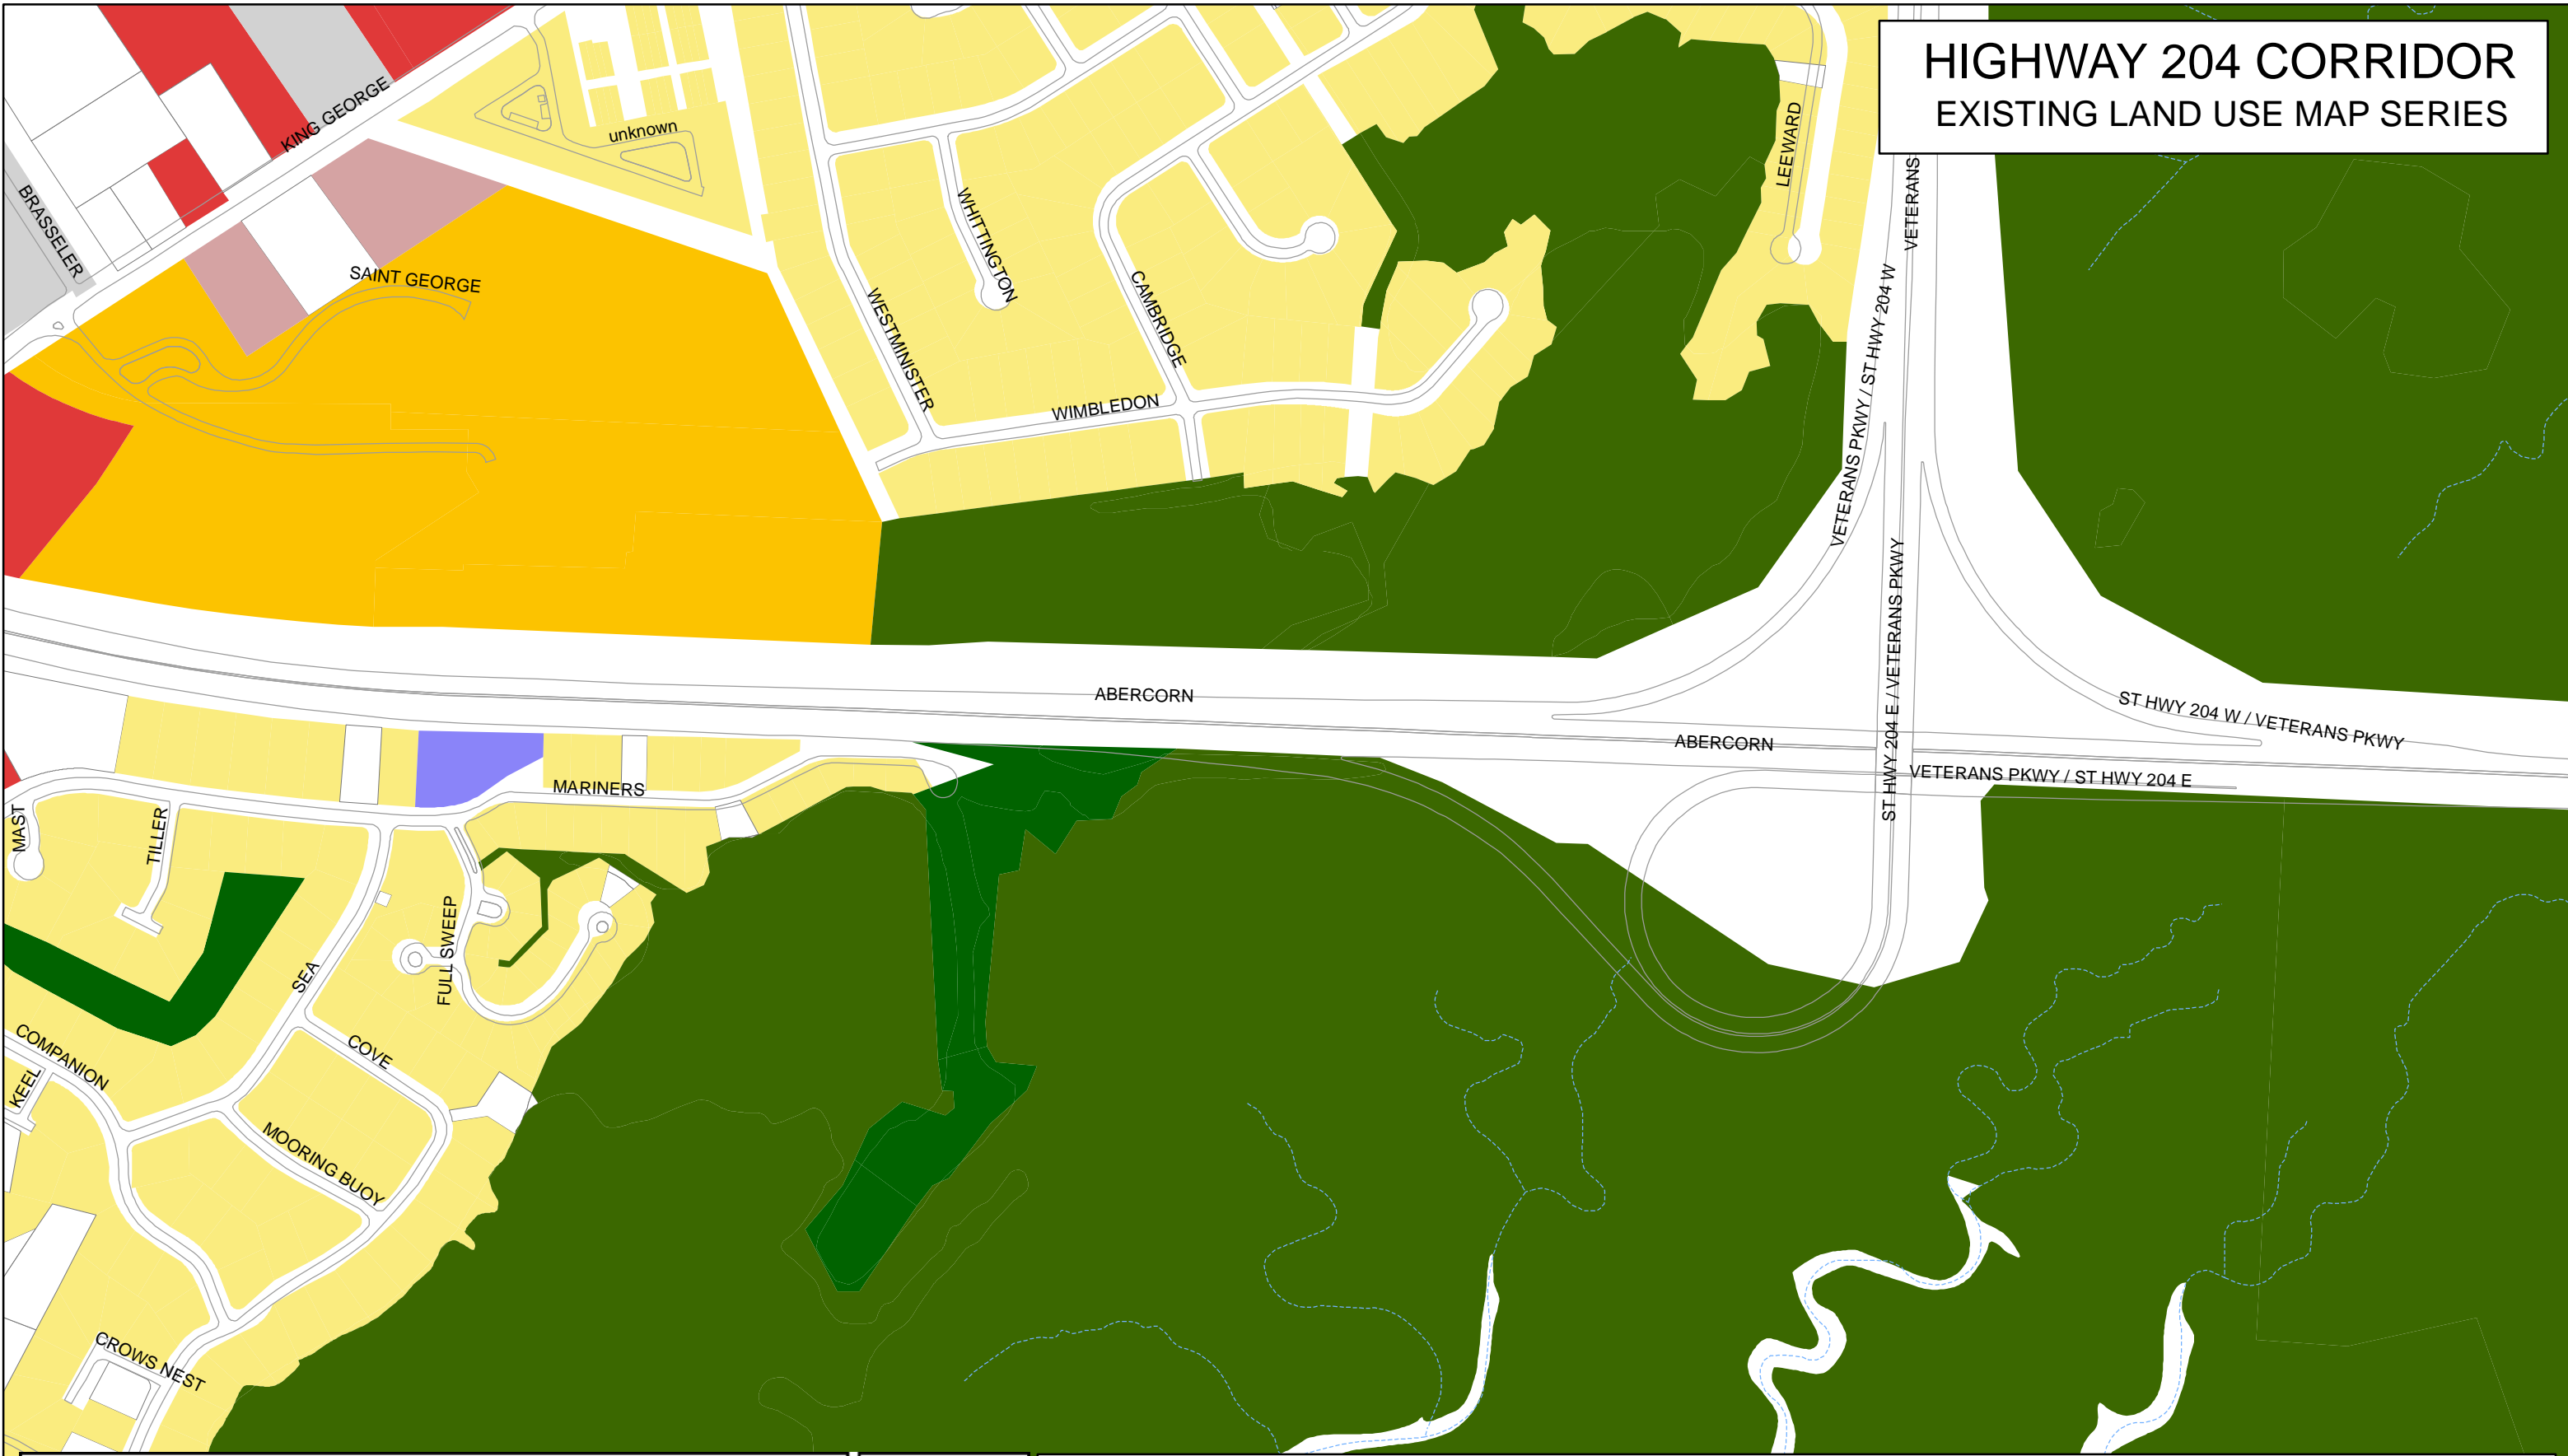 HIGHWAY 204 CORRIDOR
EXISTING LAND USE MAP SERIES
KING GEORGE
unknown
LEEWARD
VETERANS
BRASSELER
WHITTINGTON
SAINT GEORGE
CAMBRIDGE
WESTMINISTER
VETERANS PKWY / ST HWY 204 W
WIMBLEDON
ST HWY 204 E / VETERANS PKWY
ABERCORN
ST HWY 204 W / VETERANS PKWY
ABERCORN
VETERANS PKWY / ST HWY 204 E
MARINERS
MAST
TILLER
FULL SWEEP
SEA
COMPANION
COVE
KEEL
MOORING BUOY
CROWS NEST